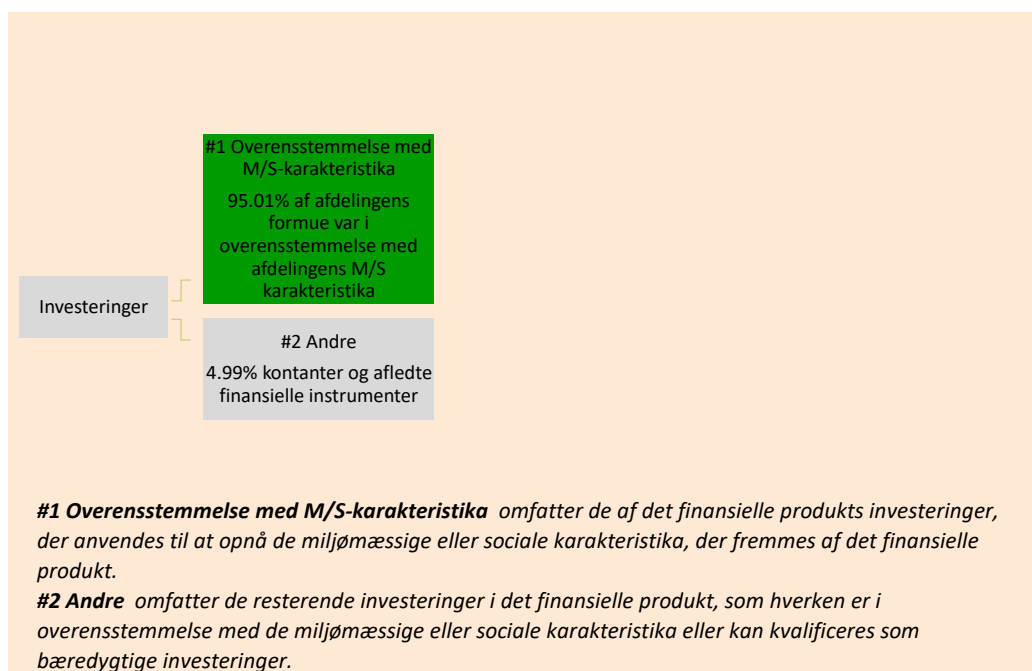 #1 Overensstemmelse med
M/S-karakteristika
95.01% af afdelingens
formue var i
overensstemmelse med
afdelingens M/S
karakteristika
Investeringer
#2 Andre
4.99% kontanter og afledte
finansielle instrumenter
#1 Overensstemmelse med M/S-karakteristika omfatter de af det finansielle produkts investeringer,
der anvendes til at opnå de miljømæssige eller sociale karakteristika, der fremmes af det finansielle
produkt.
#2 Andre omfatter de resterende investeringer i det finansielle produkt, som hverken er i
overensstemmelse med de miljømæssige eller sociale karakteristika eller kan kvalificeres som
bæredygtige investeringer.